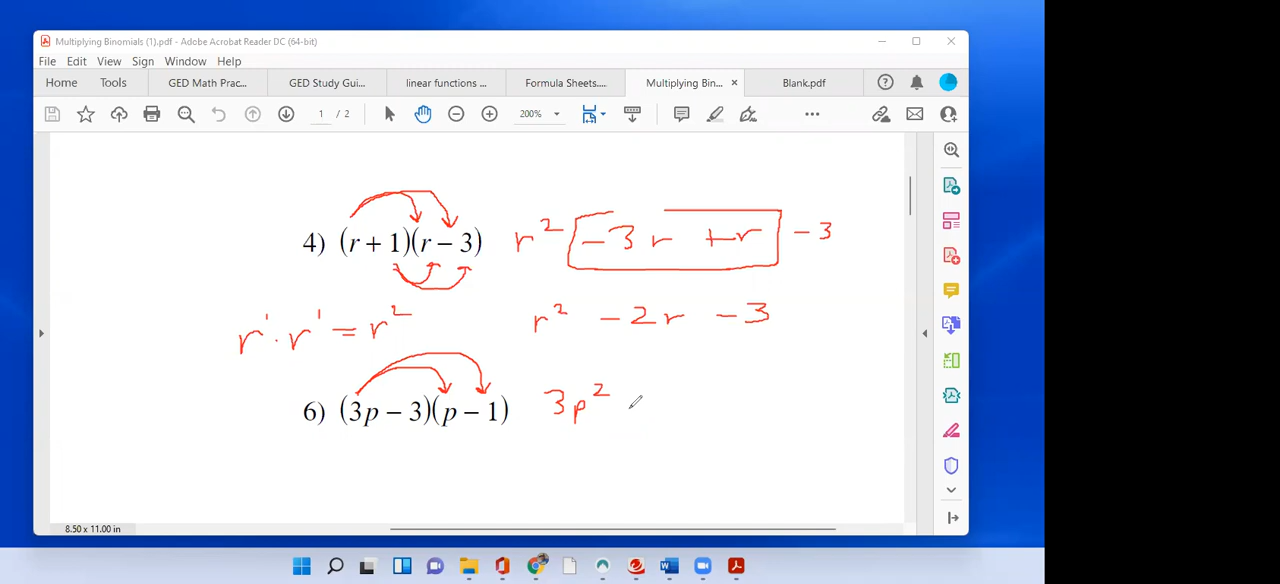 Multiplying Binomials (1).pdf - Adobe Acrobat Reader DC (64-bit)
File Edit View Sign Window Help
Home Tools GED Math Prac... GED Study Gui... linear functions ... Formula Sheets.... Multiplying Bin... × Blank.pdf
1 / 2 200%
4) (r + 1)(r − 3) r² −3r +r −3
r¹ · r¹ = r² r² −2r −3
6) (3p − 3)(p − 1) 3p²
8.50 x 11.00 in